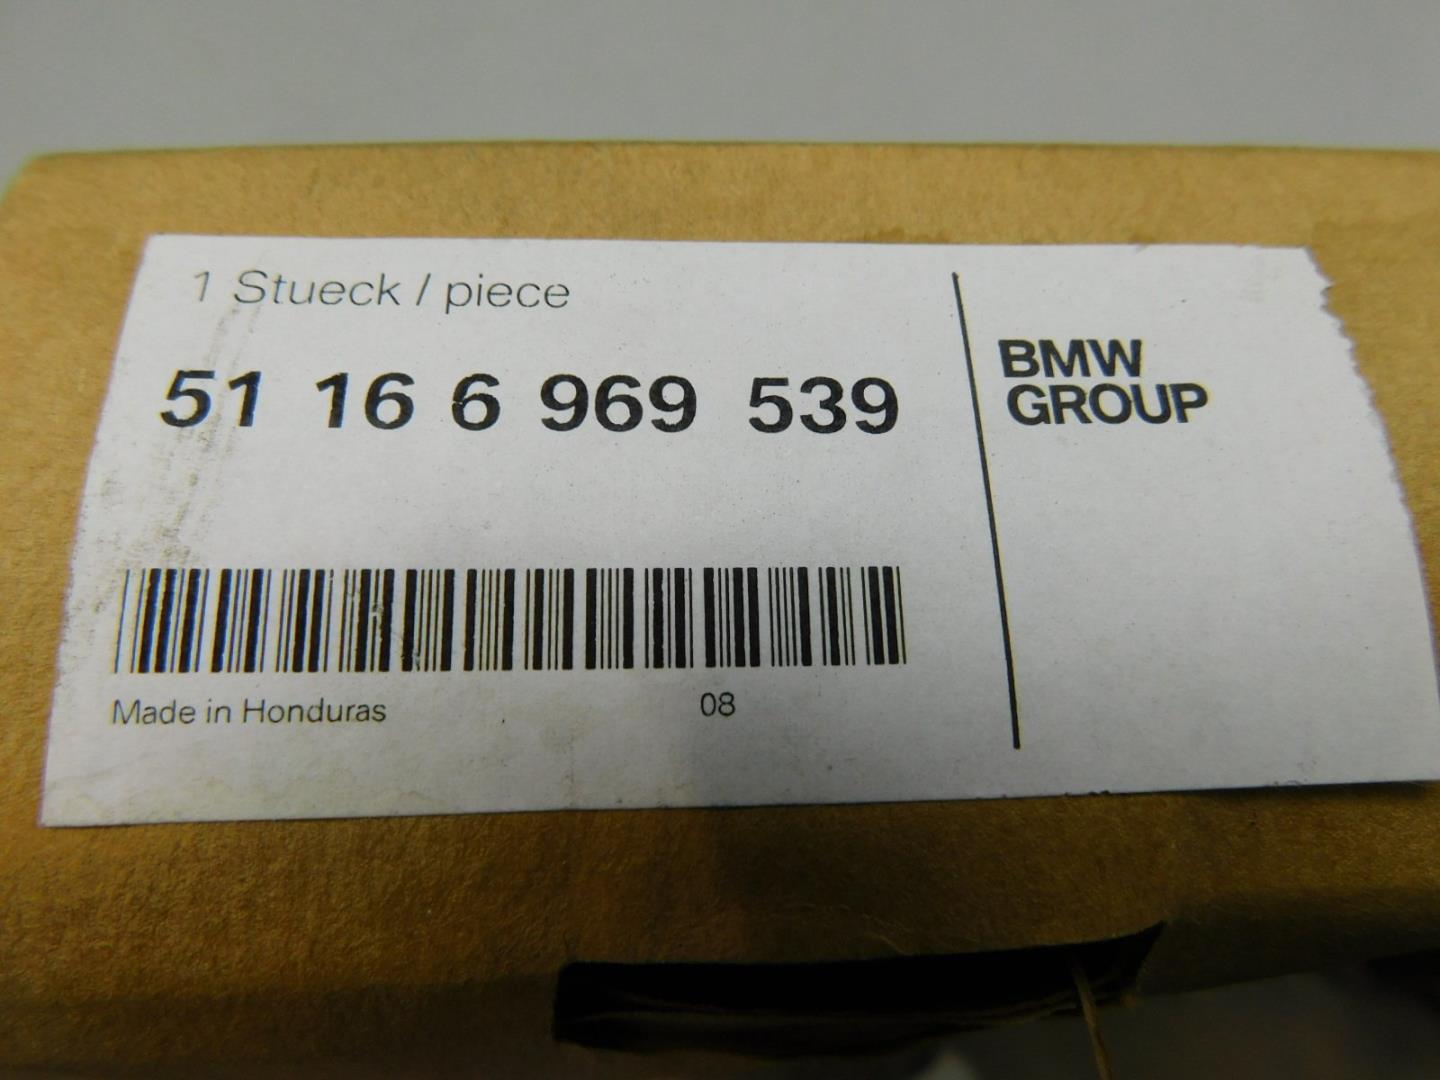 1 Stueck / piece
51 16 6 969 539
BMW
GROUP
Made in Honduras 08